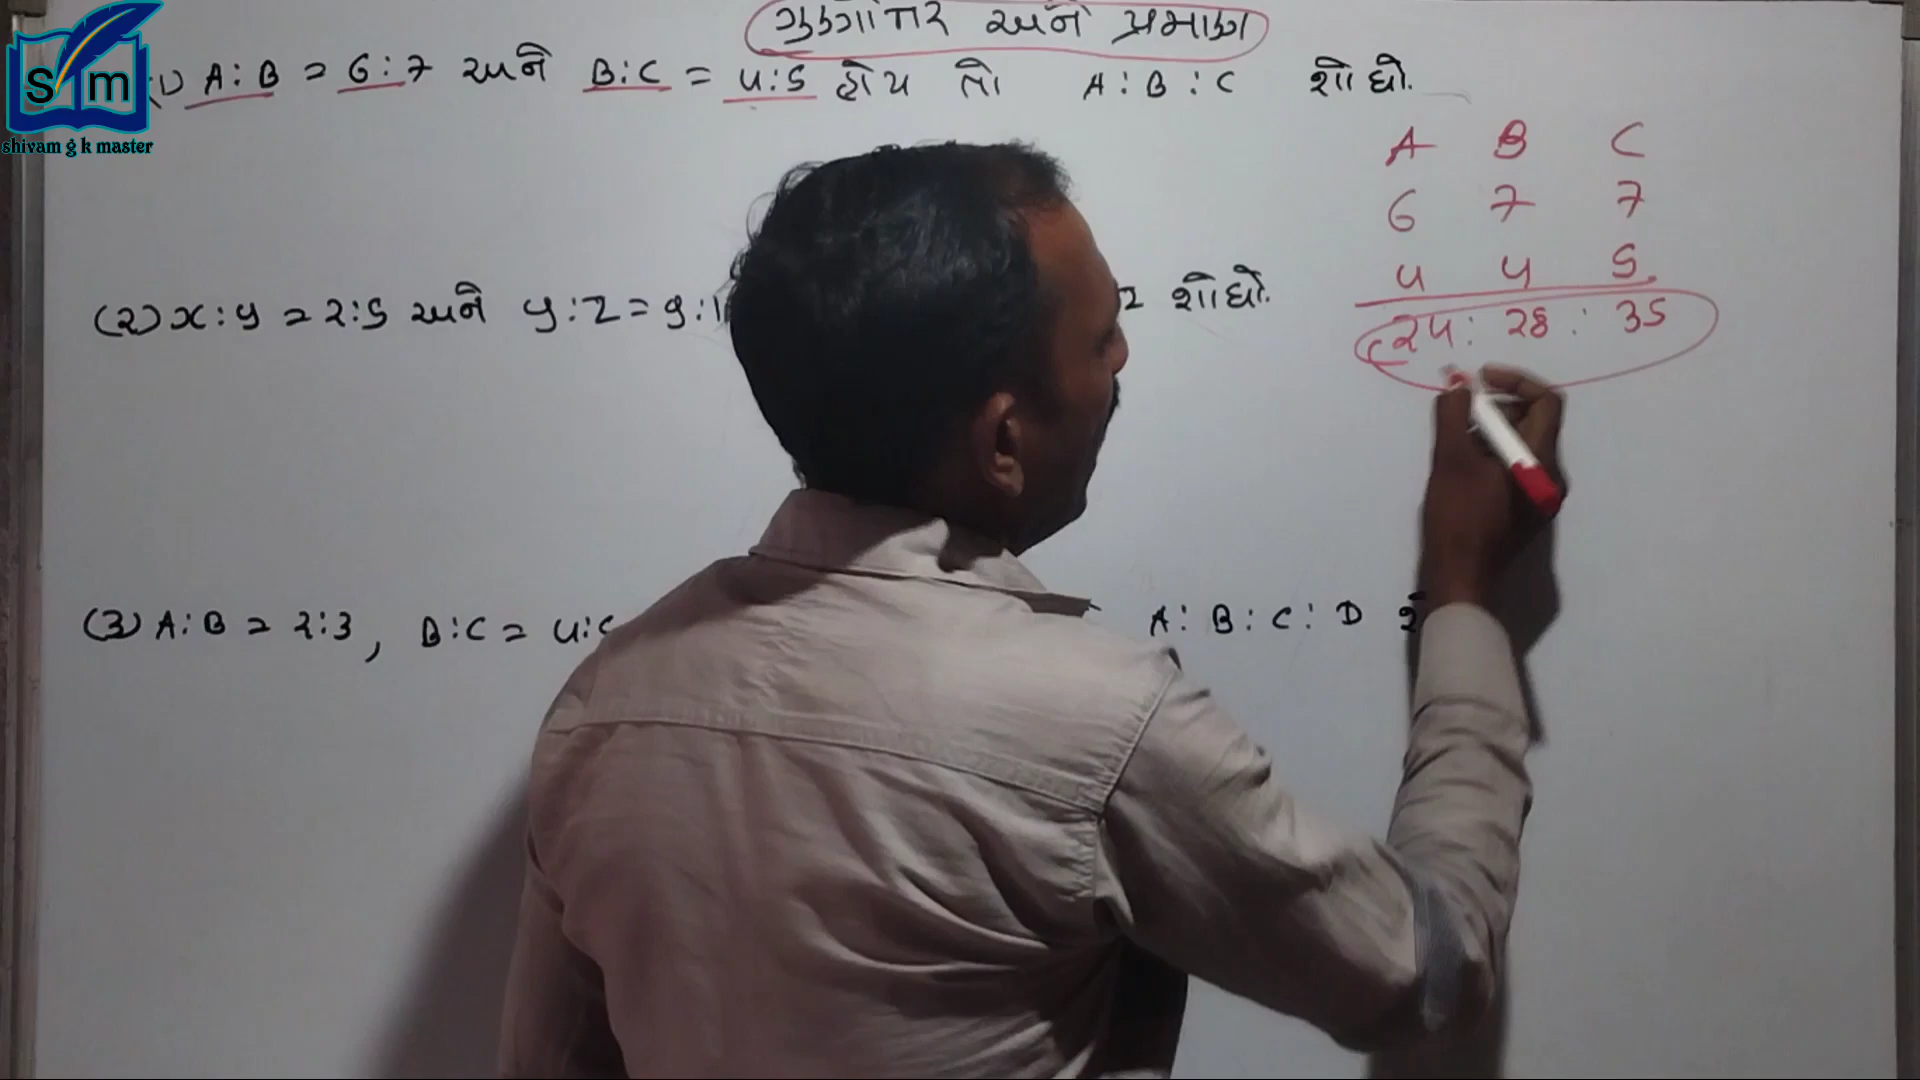 ગુણોત્તર અને પ્રમાણ
(1) A:B = 6:7 અને B:C = 4:5 હોય તો A:B:C શોધો.
A B C
6 7 7
4 4 5
24: 28: 35
(2) x:y = 2:5 અને y:z = 9:1 શોધો.
(3) A:B = 2:3, B:C = 4: A:B:C:D
SGm
shivam g k master